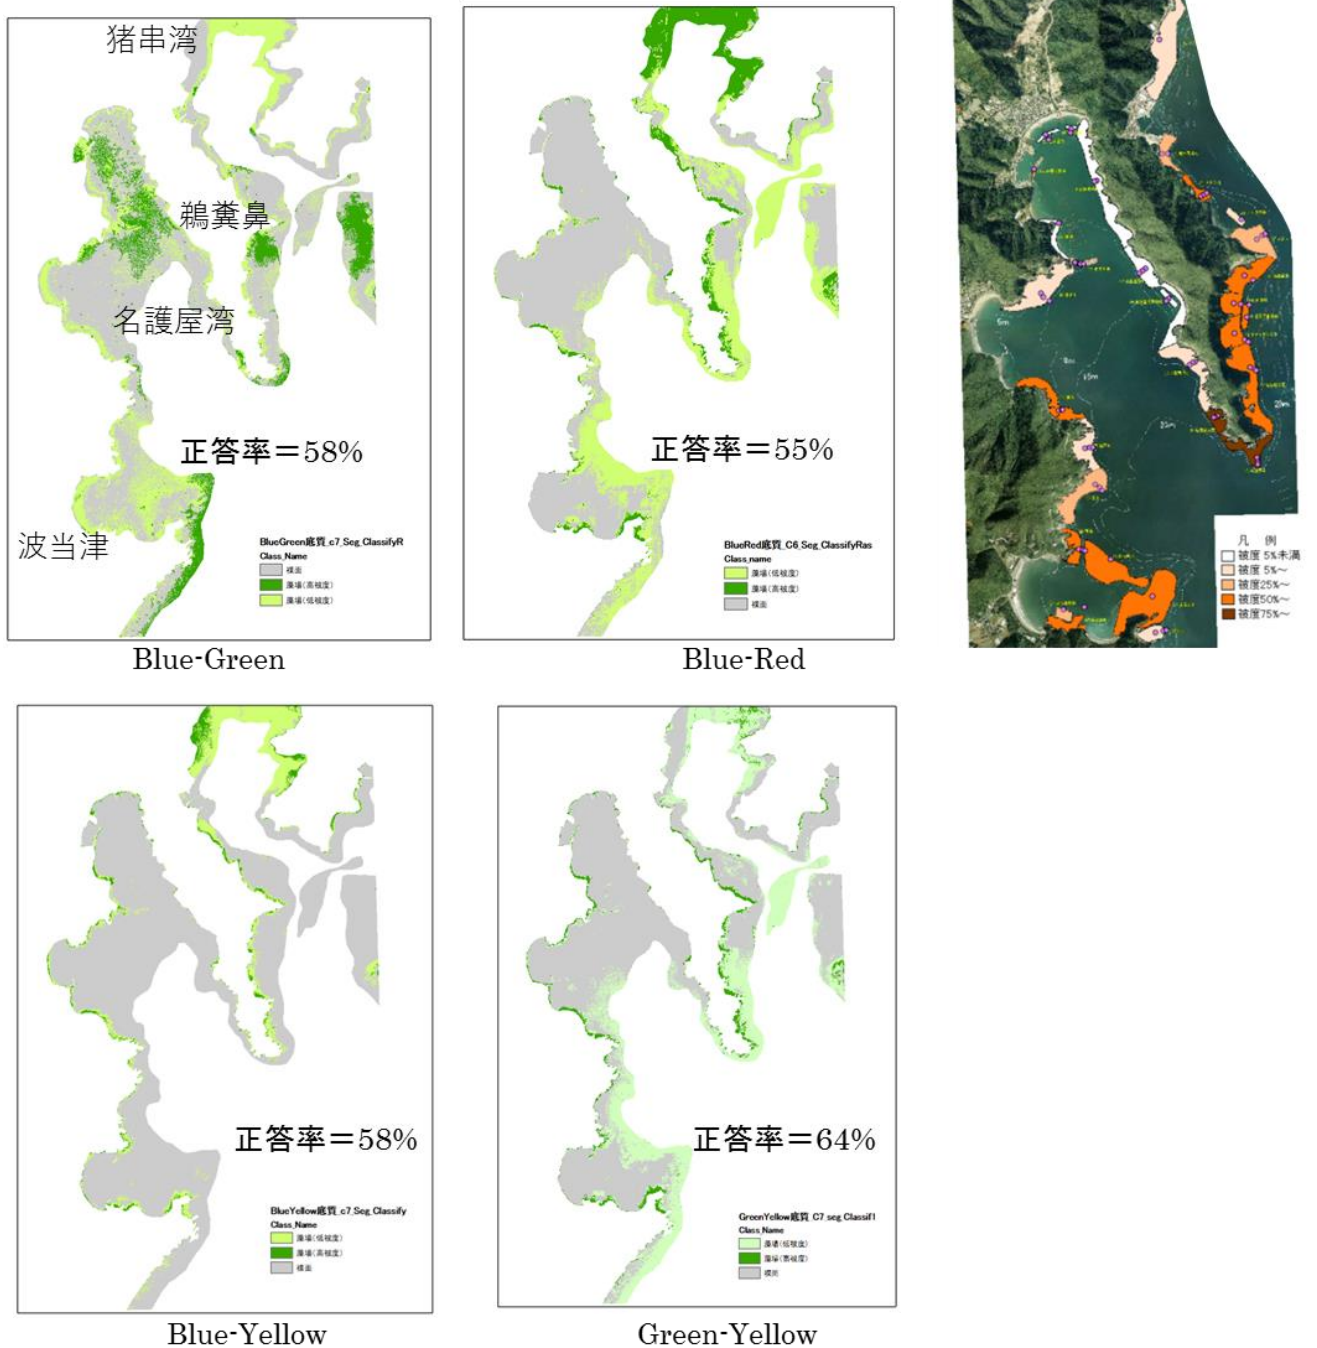 猪串湾
鵜糞鼻
名護屋湾
正答率＝58%
波当津
BlueGreen底質_c7_Seg_ClassifyR
Class_Name
裸面
藻場(高被度)
藻場(低被度)
Blue-Green
正答率＝55%
BlueRed底質_C6_Seg_ClassifyRas
Class_name
藻場(低被度)
藻場(高被度)
裸面
Blue-Red
5m
15m
22m
凡　例
被度 5%未満
被度 5%～
被度25%～
被度50%～
被度75%～
正答率＝58%
BlueYellow底質_c7_Seg_Classify
Class_Name
藻場(低被度)
藻場(高被度)
裸面
Blue-Yellow
正答率＝64%
GreenYellow底質_C7_seg_Classif1
Class_Name
藻場(低被度)
藻場(高被度)
裸面
Green-Yellow